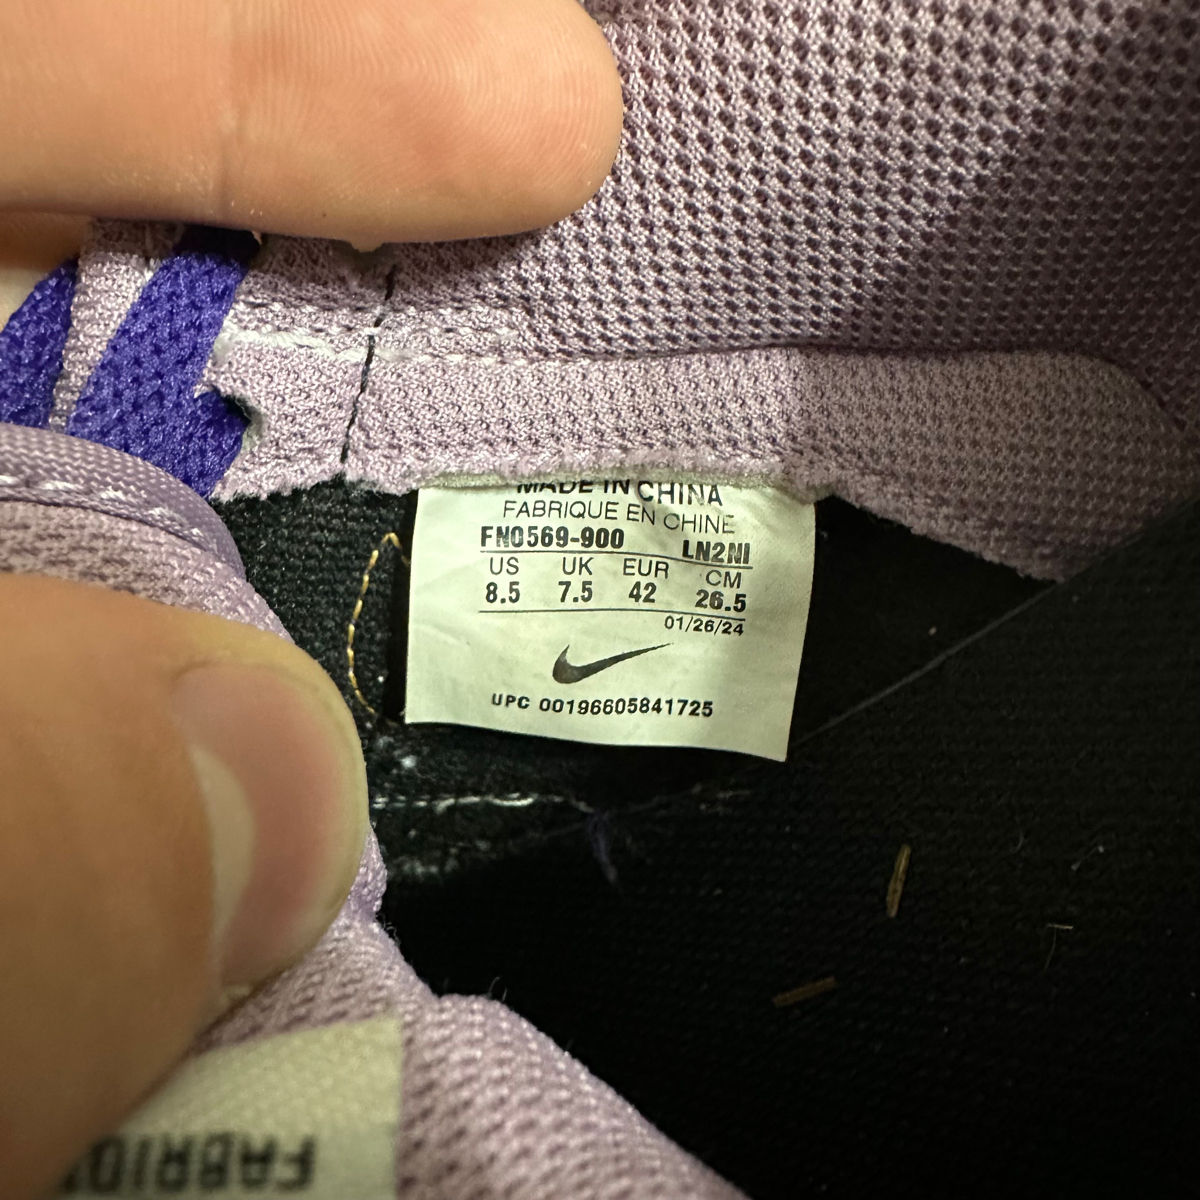 MADE IN CHINA
FABRIQUE EN CHINE
FN0569-900 LN2NI
US UK EUR CM
8.5 7.5 42 26.5
01/26/24
UPC 00196605841725